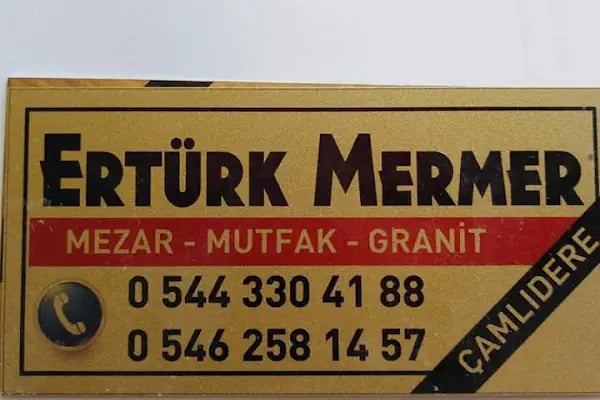 ERTÜRK MERMER
MEZAR - MUTFAK - GRANİT
0 544 330 41 88
0 546 258 14 57
ÇAMLIDERE